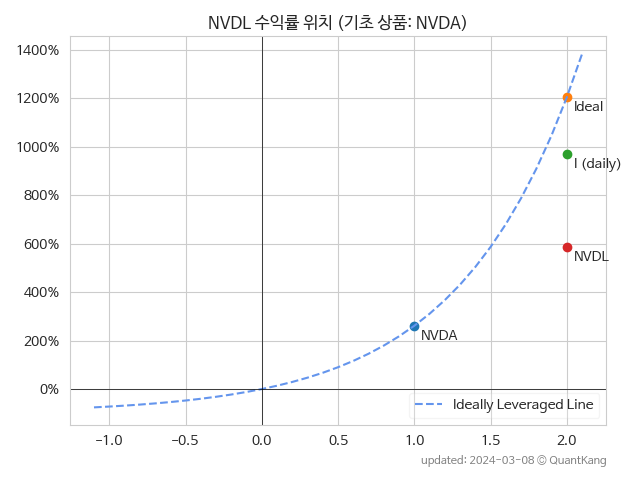 NVDL 수익률 위치 (기초 상품: NVDA)
1400%
1200%
1000%
800%
600%
400%
200%
0%
Ideal
I (daily)
NVDL
NVDA
Ideally Leveraged Line
−1.0 −0.5 0.0 0.5 1.0 1.5 2.0
updated: 2024-03-08 © QuantKang